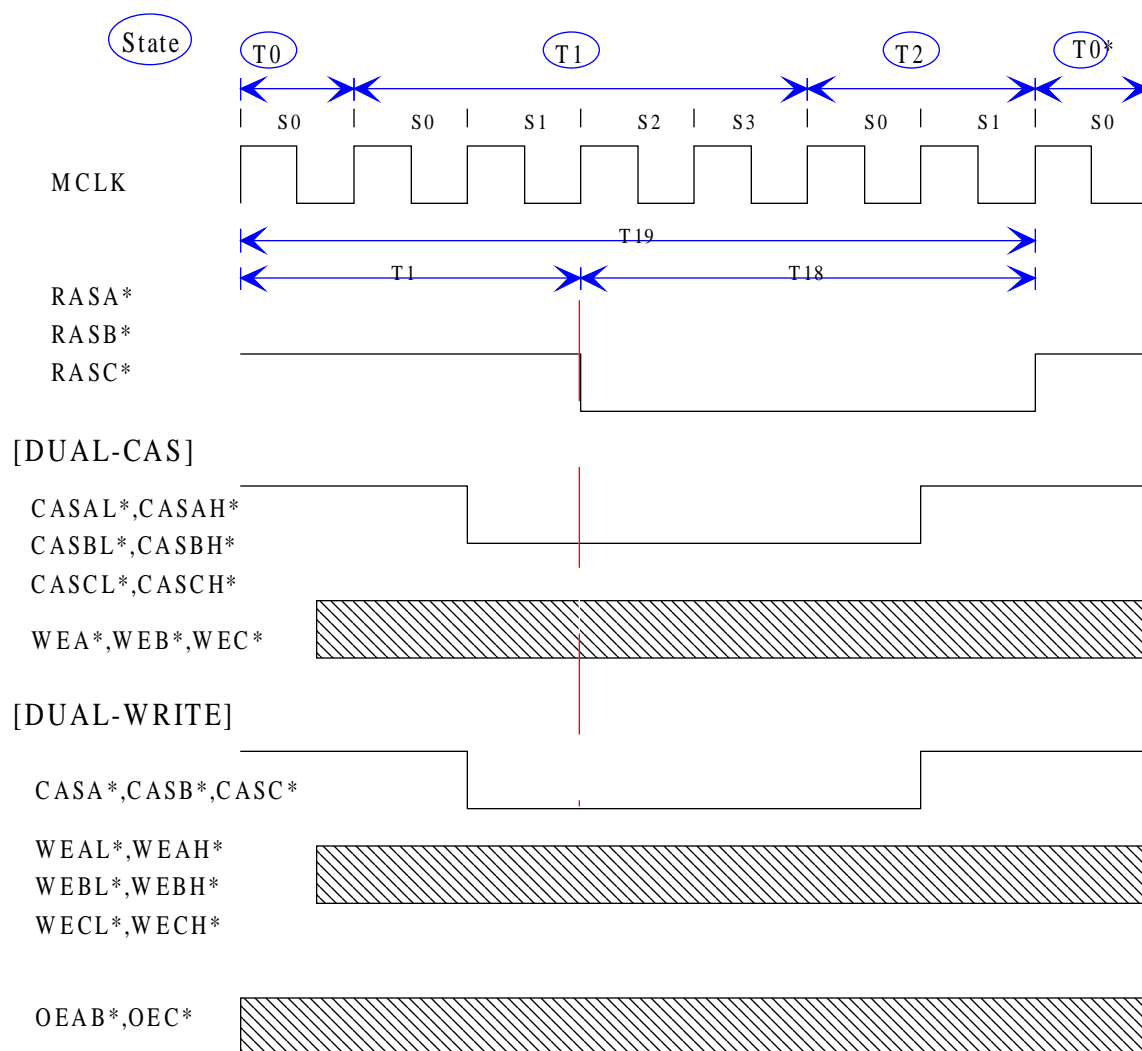 State
T0 T1 T2 T0*
S0 S0 S1 S2 S3 S0 S1 S0
MCLK
T19
T1 T18
RASA*
RASB*
RASC*
[DUAL-CAS]
CASAL*,CASAH*
CASBL*,CASBH*
CASCL*,CASCH*
WEA*,WEB*,WEC*
[DUAL-WRITE]
CASA*,CASB*,CASC*
WEAL*,WEAH*
WEBL*,WEBH*
WECL*,WECH*
OEAB*,OEC*